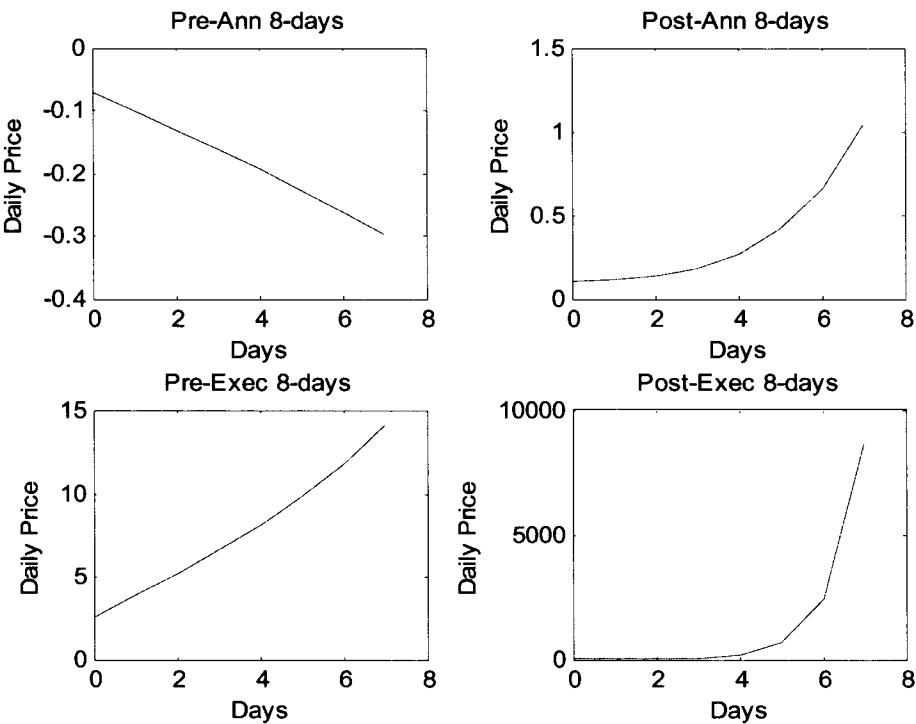 Pre-Ann 8-days
0
-0.1
-0.2
-0.3
-0.4
Daily Price
0 2 4 6 8
Days
Post-Ann 8-days
1.5
1
0.5
0
Daily Price
0 2 4 6 8
Days
Pre-Exec 8-days
15
10
5
0
Daily Price
0 2 4 6 8
Days
Post-Exec 8-days
10000
5000
0
Daily Price
0 2 4 6 8
Days